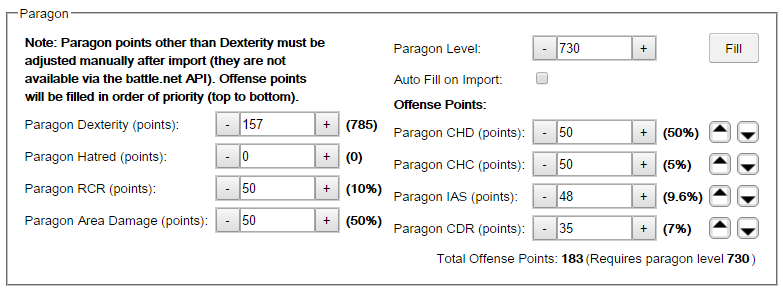 Paragon
Note: Paragon points other than Dexterity must be
adjusted manually after import (they are not
available via the battle.net API). Offense points
will be filled in order of priority (top to bottom).
Paragon Dexterity (points): - 157 + (785)
Paragon Hatred (points): - 0 + (0)
Paragon RCR (points): - 50 + (10%)
Paragon Area Damage (points): - 50 + (50%)
Paragon Level: - 730 + Fill
Auto Fill on Import:
Offense Points:
Paragon CHD (points): - 50 + (50%)
Paragon CHC (points): - 50 + (5%)
Paragon IAS (points): - 48 + (9.6%)
Paragon CDR (points): - 35 + (7%)
Total Offense Points: 183 (Requires paragon level 730 )